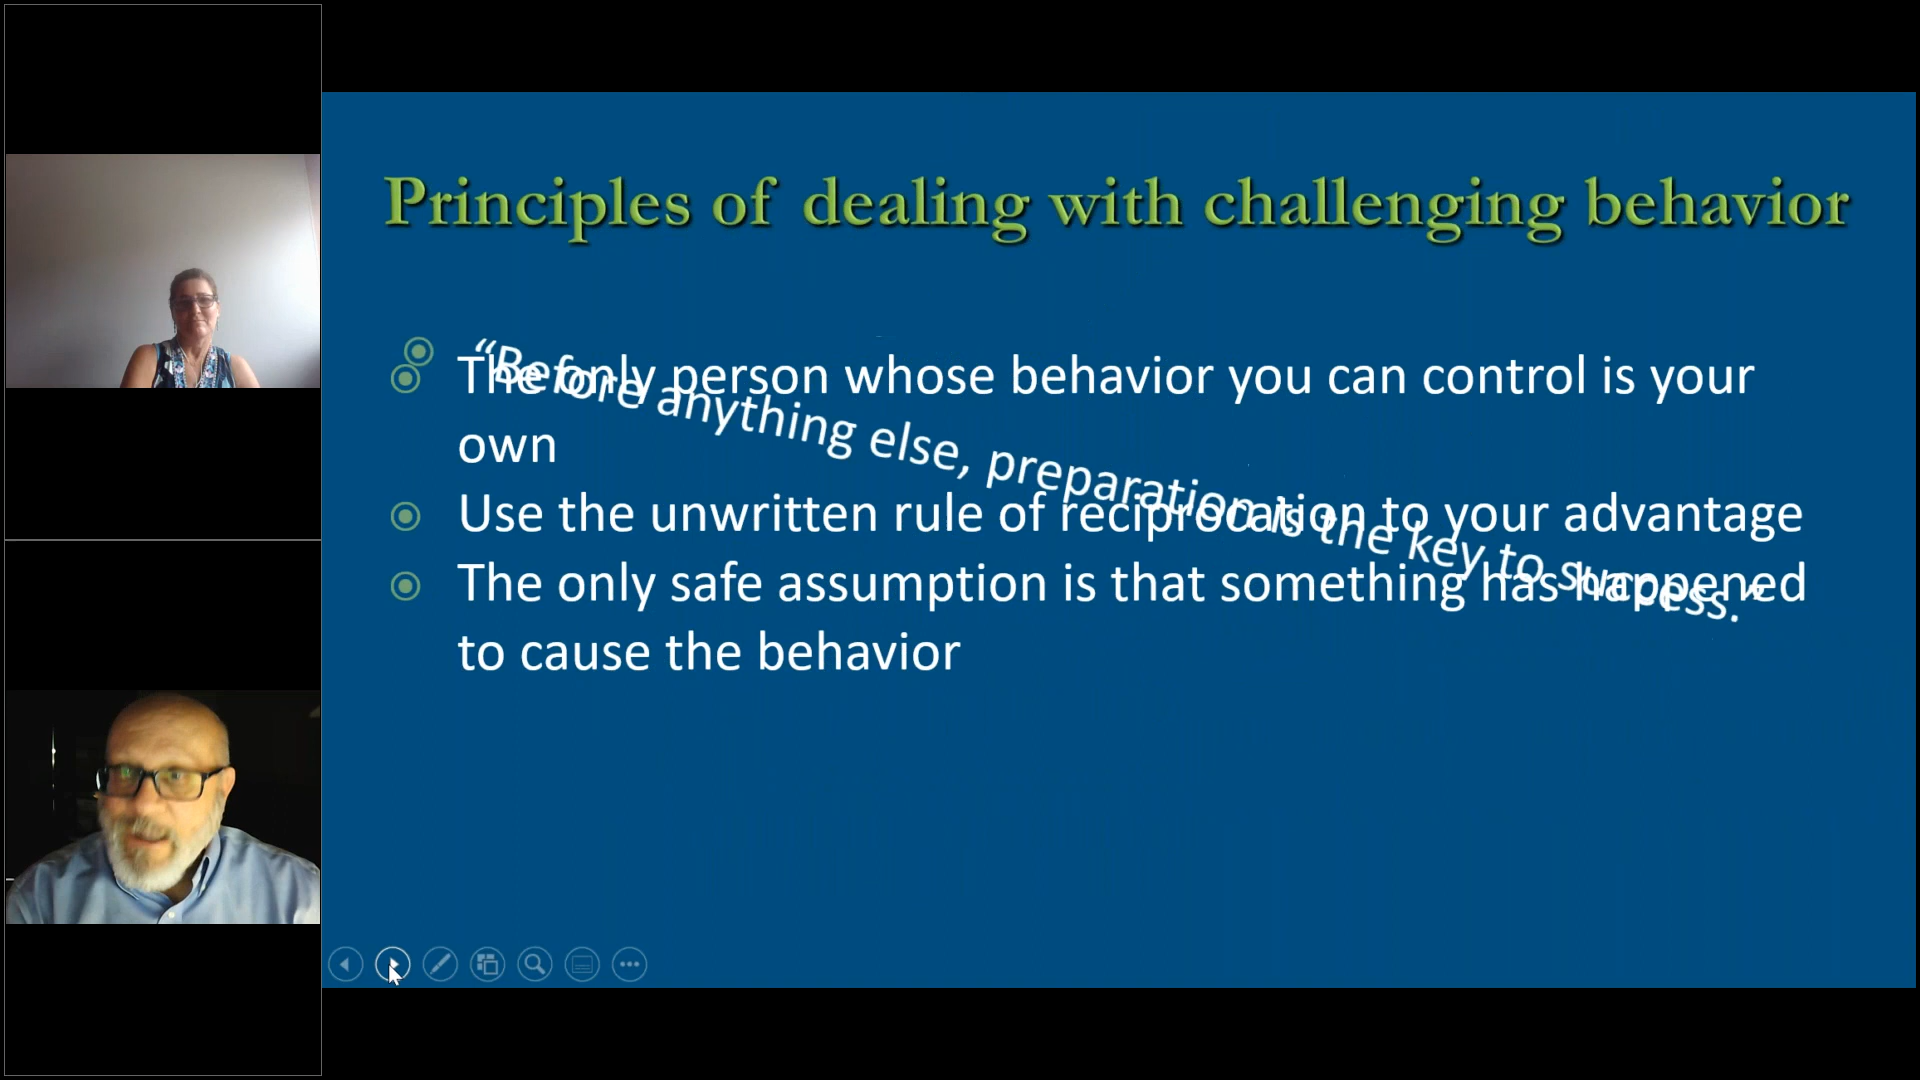 Principles of dealing with challenging behavior
“Before anything else, preparation is the key to success.”
The only person whose behavior you can control is your
own
Use the unwritten rule of reciprocation to your advantage
The only safe assumption is that something has happened
to cause the behavior